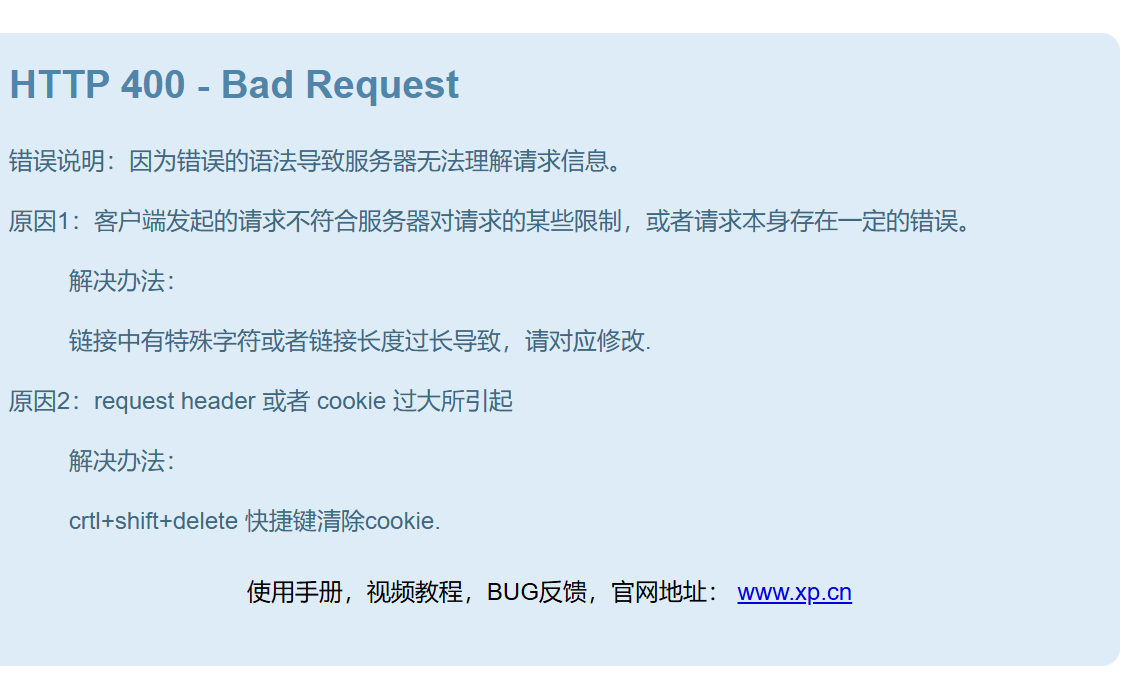 HTTP 400 - Bad Request
错误说明：因为错误的语法导致服务器无法理解请求信息。
原因1：客户端发起的请求不符合服务器对请求的某些限制，或者请求本身存在一定的错误。
解决办法：
链接中有特殊字符或者链接长度过长导致，请对应修改.
原因2：request header 或者 cookie 过大所引起
解决办法：
crtl+shift+delete 快捷键清除cookie.
使用手册，视频教程，BUG反馈，官网地址： www.xp.cn